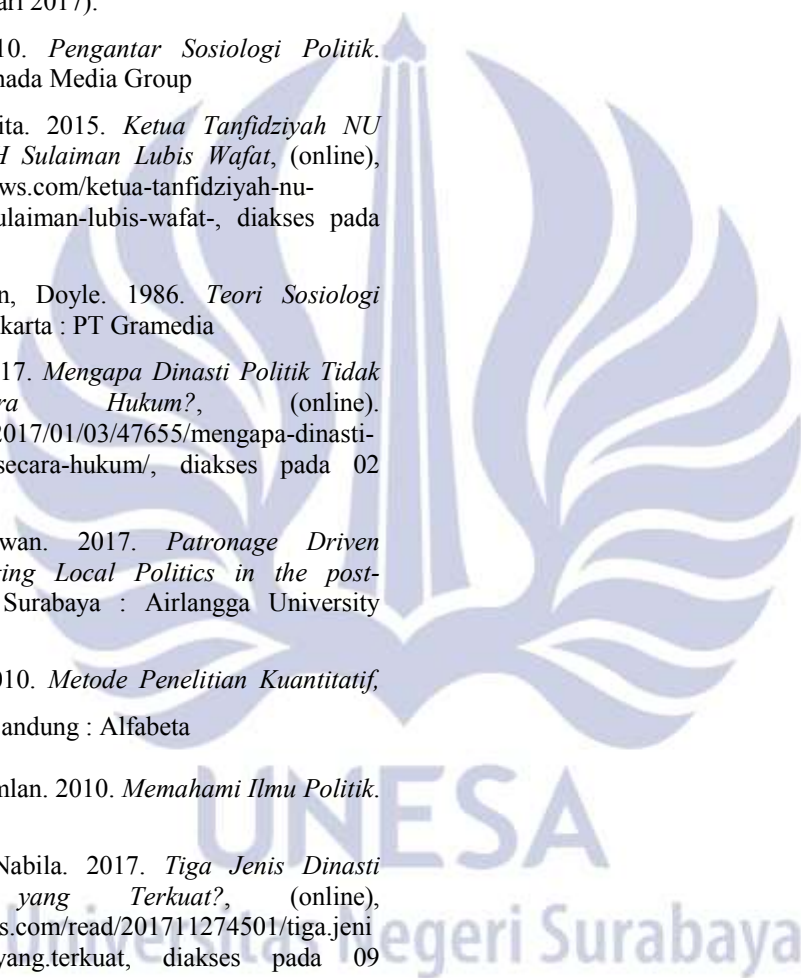 ari 2017).
10. Pengantar Sosiologi Politik.
nada Media Group
ita. 2015. Ketua Tanfidziyah NU
H Sulaiman Lubis Wafat, (online),
ws.com/ketua-tanfidziyah-nu-
ulaiman-lubis-wafat-, diakses pada
n, Doyle. 1986. Teori Sosiologi
karta : PT Gramedia
17. Mengapa Dinasti Politik Tidak
ra Hukum?, (online).
2017/01/03/47655/mengapa-dinasti-
secara-hukum/, diakses pada 02
wan. 2017. Patronage Driven
ting Local Politics in the post-
Surabaya : Airlangga University
010. Metode Penelitian Kuantitatif,
andung : Alfabeta
mlan. 2010. Memahami Ilmu Politik.
UNESA
Nabila. 2017. Tiga Jenis Dinasti
yang Terkuat?, (online),
s.com/read/201711274501/tiga.jeni
yang.terkuat, diakses pada 09
Universitas Negeri Surabaya